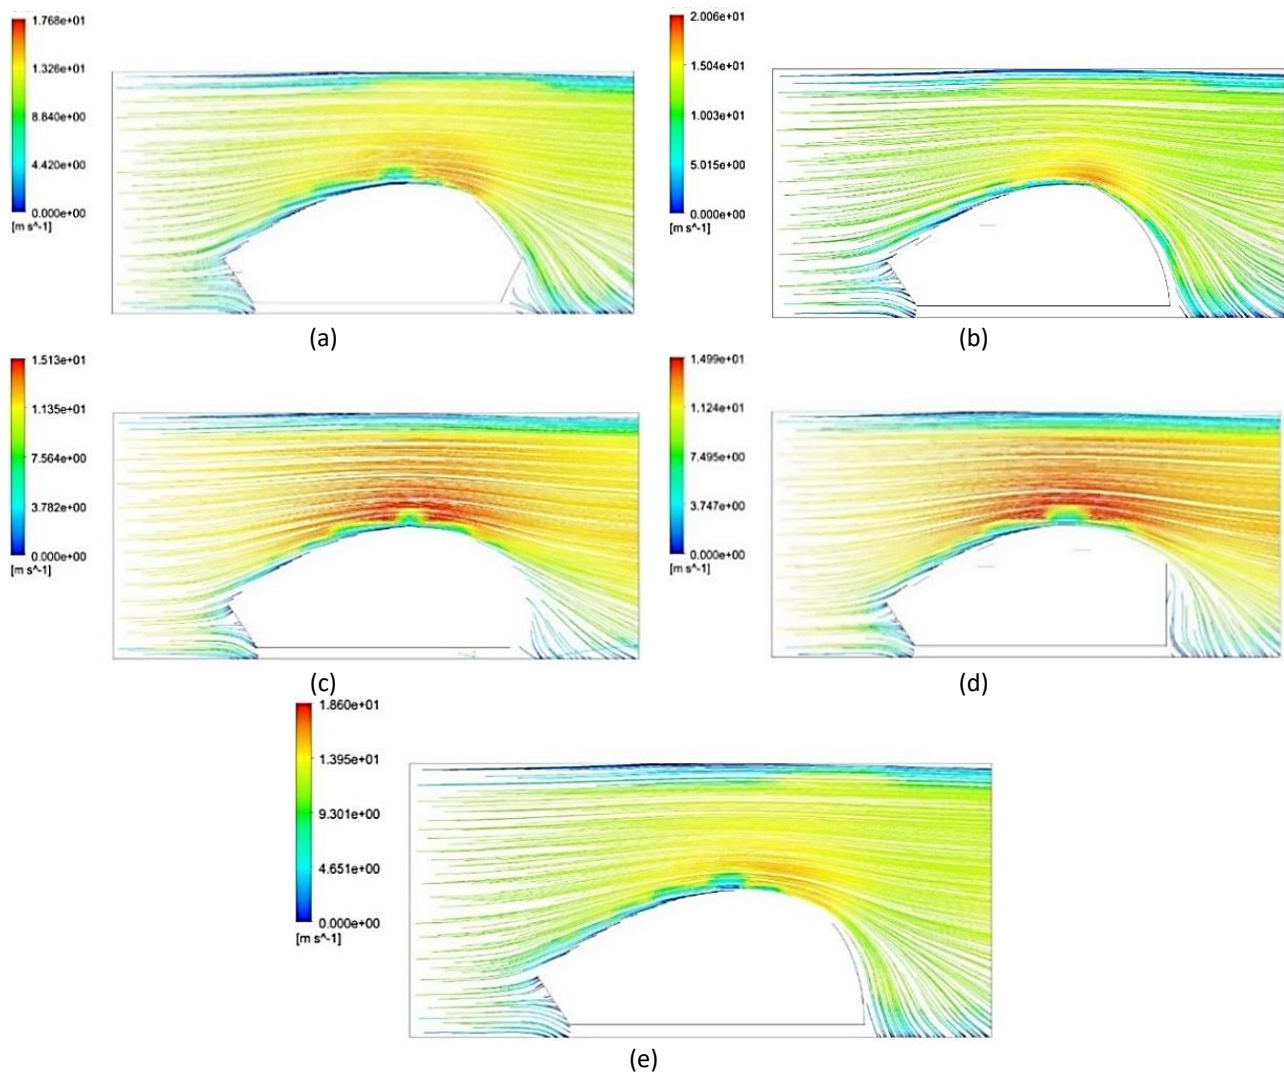 1.768e+01
1.326e+01
8.840e+00
4.420e+00
0.000e+00
[m s^-1]
(a)
2.006e+01
1.504e+01
1.003e+01
5.015e+00
0.000e+00
[m s^-1]
(b)
1.513e+01
1.135e+01
7.564e+00
3.782e+00
0.000e+00
[m s^-1]
(c)
1.499e+01
1.124e+01
7.495e+00
3.747e+00
0.000e+00
[m s^-1]
(d)
1.860e+01
1.395e+01
9.301e+00
4.651e+00
0.000e+00
[m s^-1]
(e)